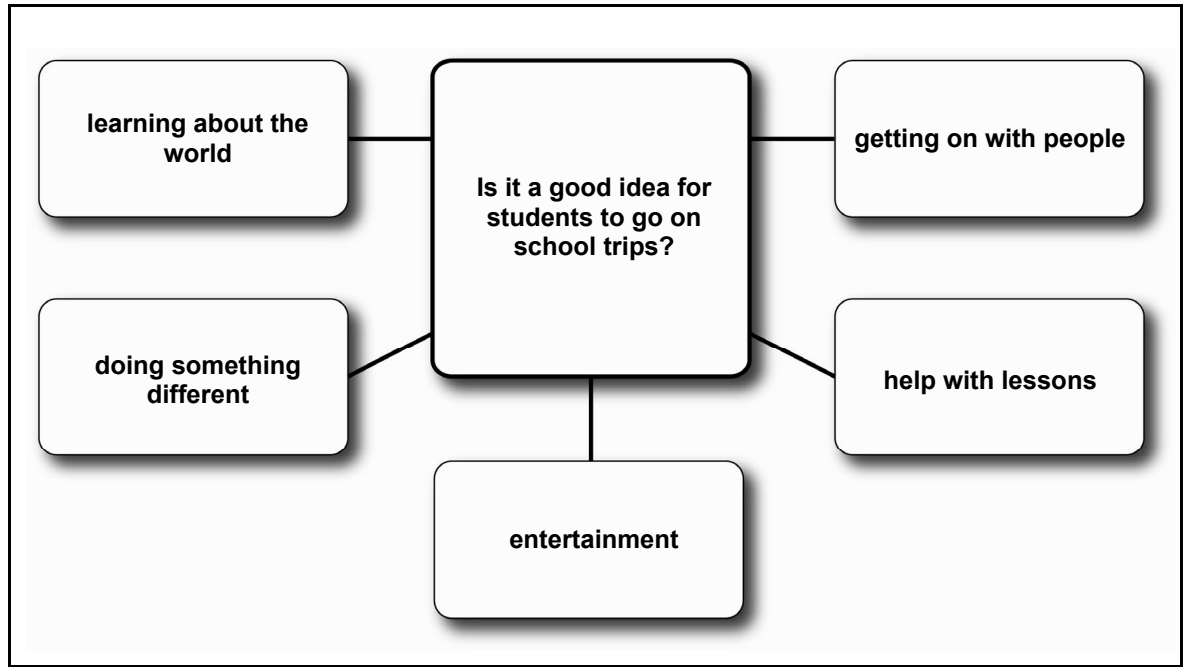 learning about the
world
Is it a good idea for
students to go on
school trips?
getting on with people
doing something
different
help with lessons
entertainment